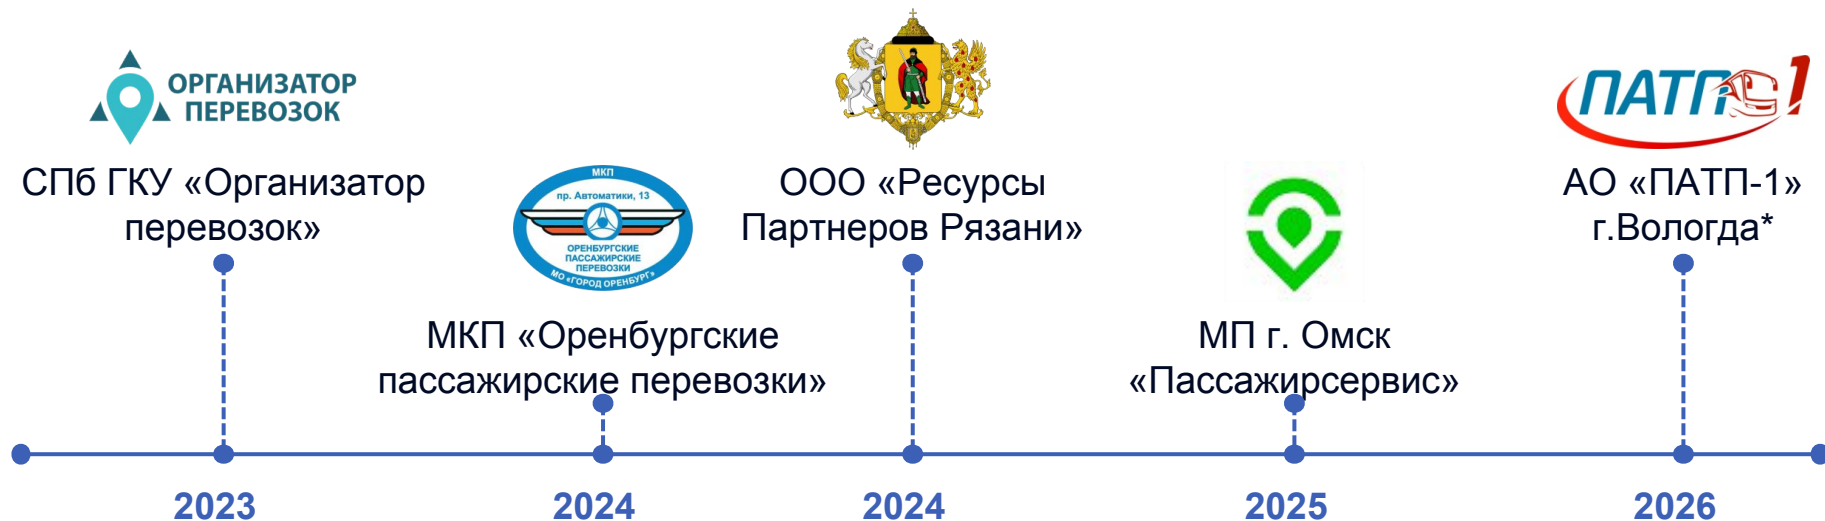 ОРГАНИЗАТОР
ПЕРЕВОЗОК
СПб ГКУ «Организатор
перевозок»
МКП
пр. Автоматики, 13
ОРЕНБУРГСКИЕ
ПАССАЖИРСКИЕ
ПЕРЕВОЗКИ
МО «ГОРОД ОРЕНБУРГ»
МКП «Оренбургские
пассажирские перевозки»
ООО «Ресурсы
Партнеров Рязани»
МП г. Омск
«Пассажирсервис»
ПАТП 1
АО «ПАТП-1»
г.Вологда*
2023
2024
2024
2025
2026